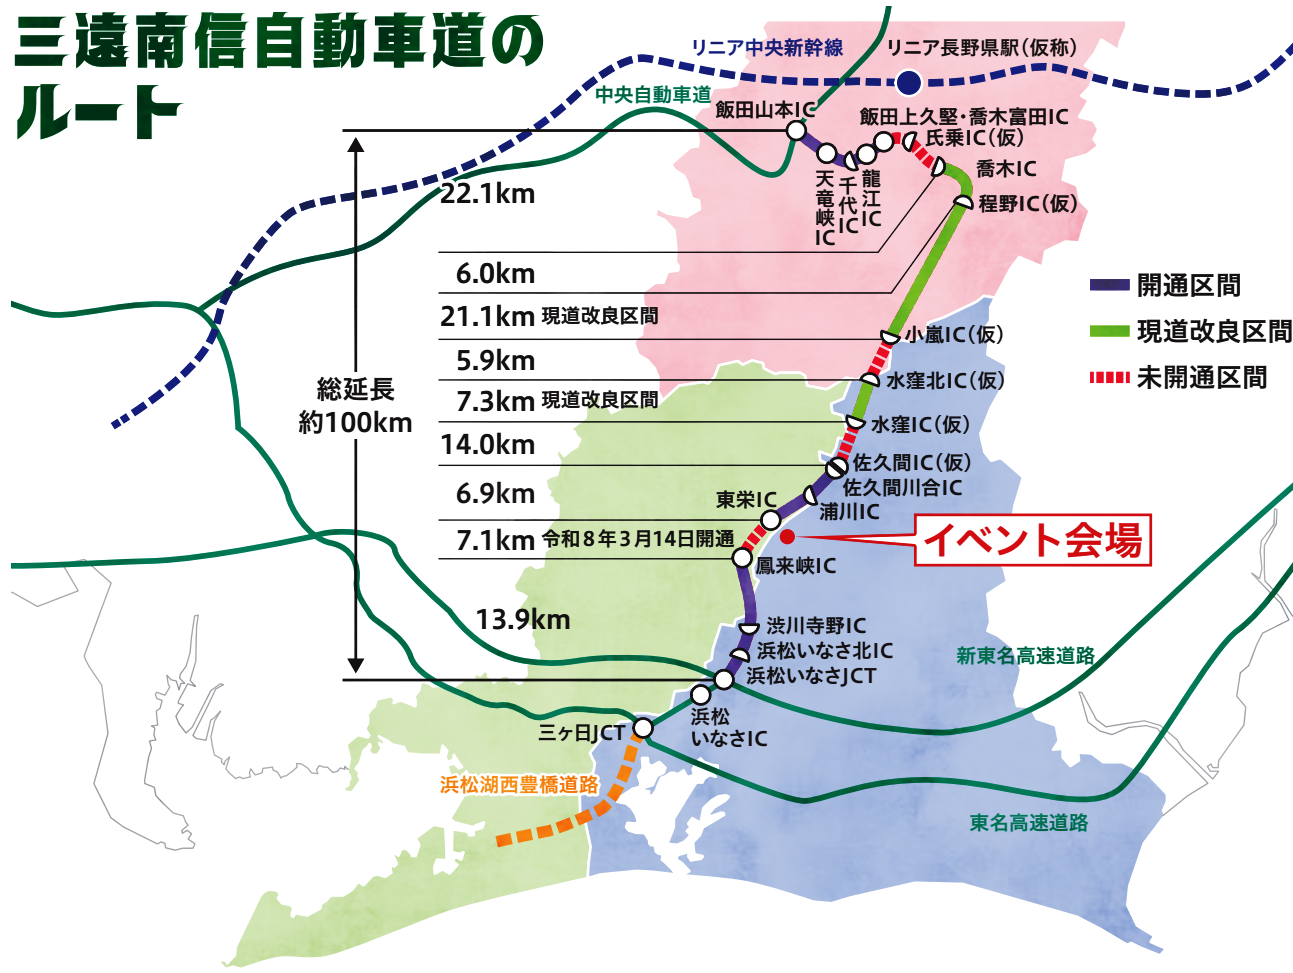 三遠南信自動車道の
ルート
リニア中央新幹線
リニア長野県駅(仮称)
中央自動車道
飯田山本IC
飯田上久堅・喬木富田IC
氏乗IC(仮)
天竜峡IC
千代IC
龍江IC
喬木IC
程野IC(仮)
22.1km
6.0km
21.1km 現道改良区間
5.9km
7.3km 現道改良区間
14.0km
6.9km
7.1km 令和8年3月14日開通
13.9km
総延長
約100km
開通区間
現道改良区間
未開通区間
小嵐IC(仮)
水窪北IC(仮)
水窪IC(仮)
佐久間IC(仮)
佐久間川合IC
浦川IC
東栄IC
イベント会場
鳳来峡IC
渋川寺野IC
浜松いなさ北IC
浜松いなさJCT
浜松
いなさIC
三ヶ日JCT
新東名高速道路
浜松湖西豊橋道路
東名高速道路